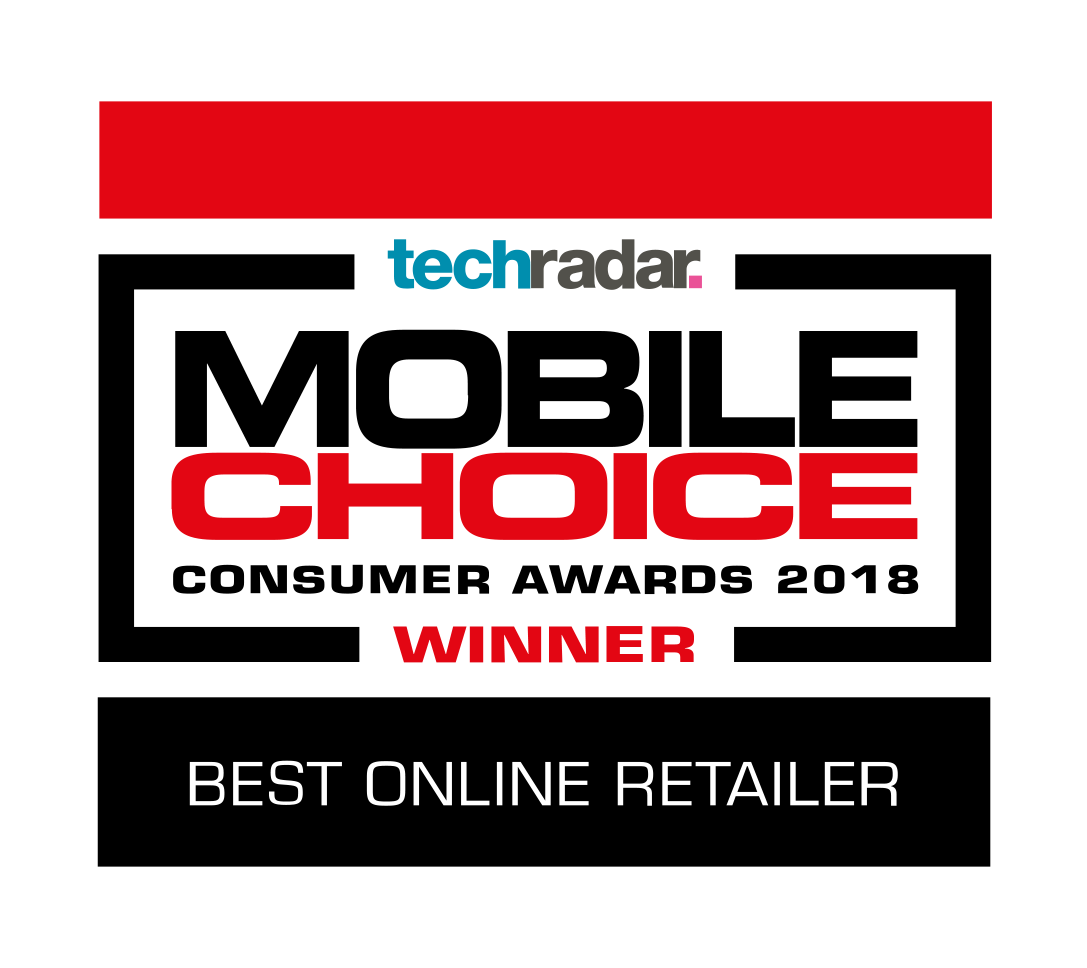 techradar.
MOBILE
CHOICE
CONSUMER AWARDS 2018
WINNER
BEST ONLINE RETAILER